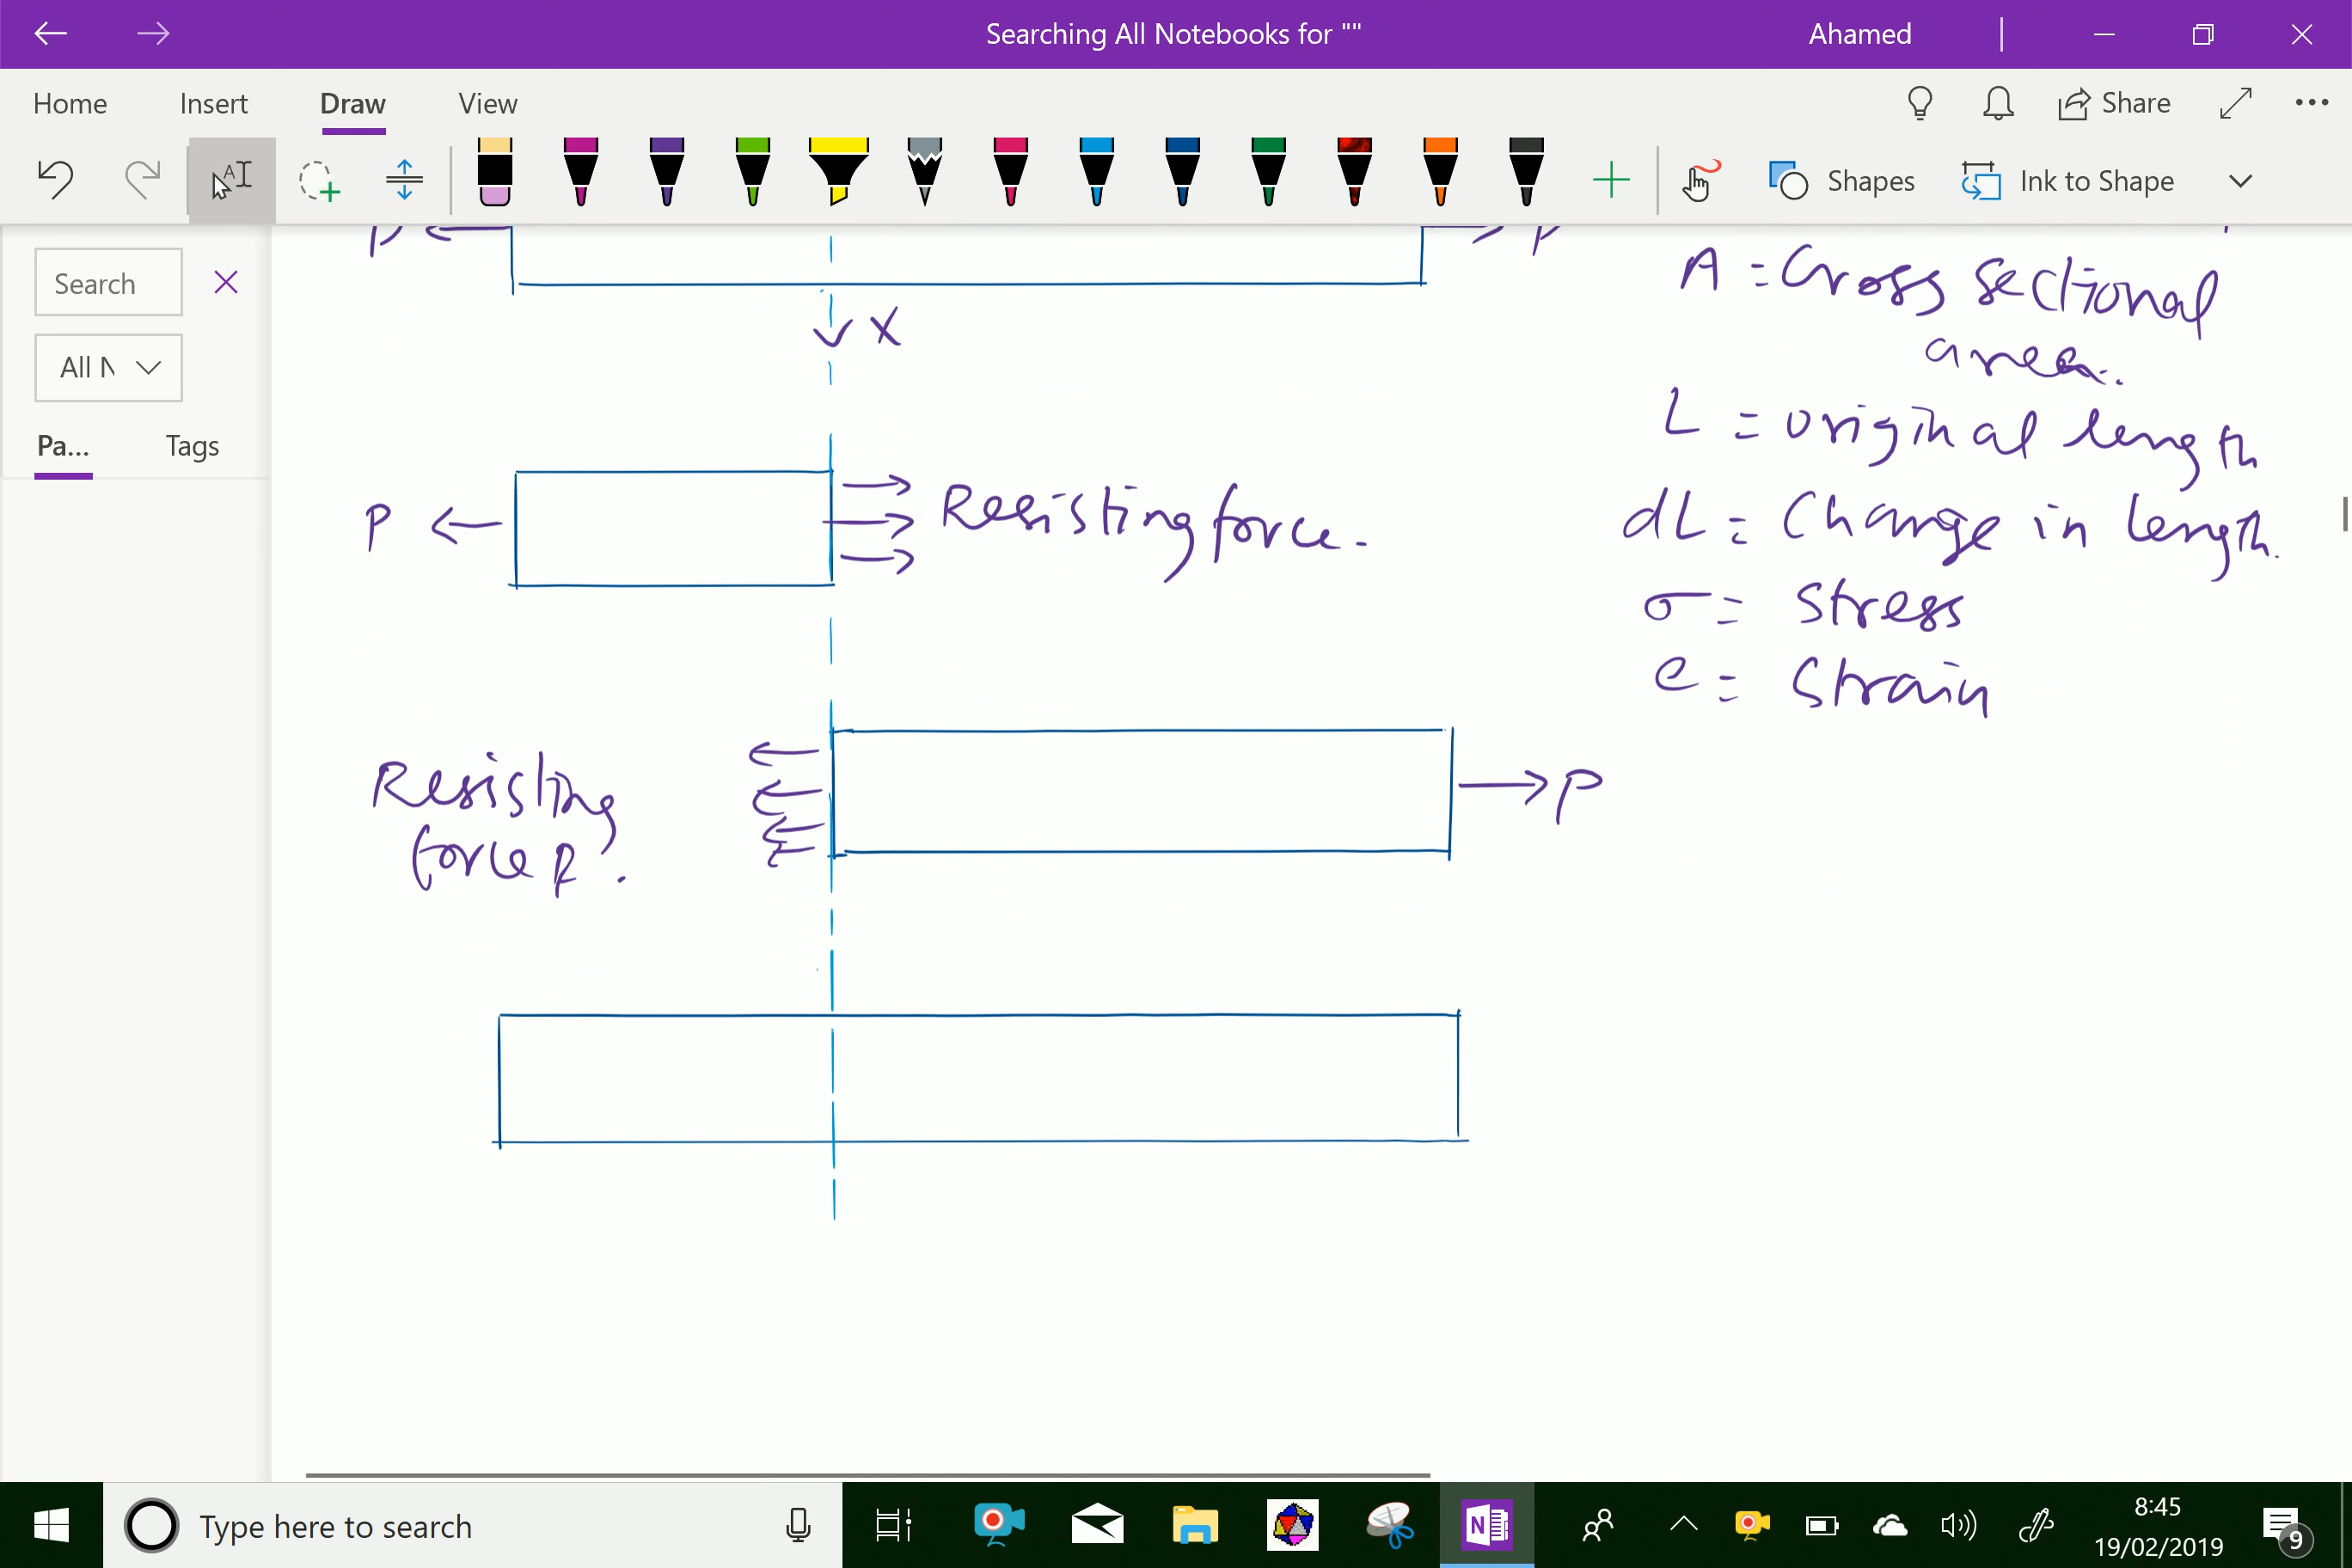 Searching All Notebooks for ""
Ahamed
Home Insert Draw View
Share
Shapes
Ink to Shape
Search
All N
Pa... Tags
P
P
X
A = Cross sectional
area.
L = original length
dL = Change in length.
σ = Stress
e = Strain
P
Resisting force.
Resisting
force P.
P
Type here to search
8:45
19/02/2019
9